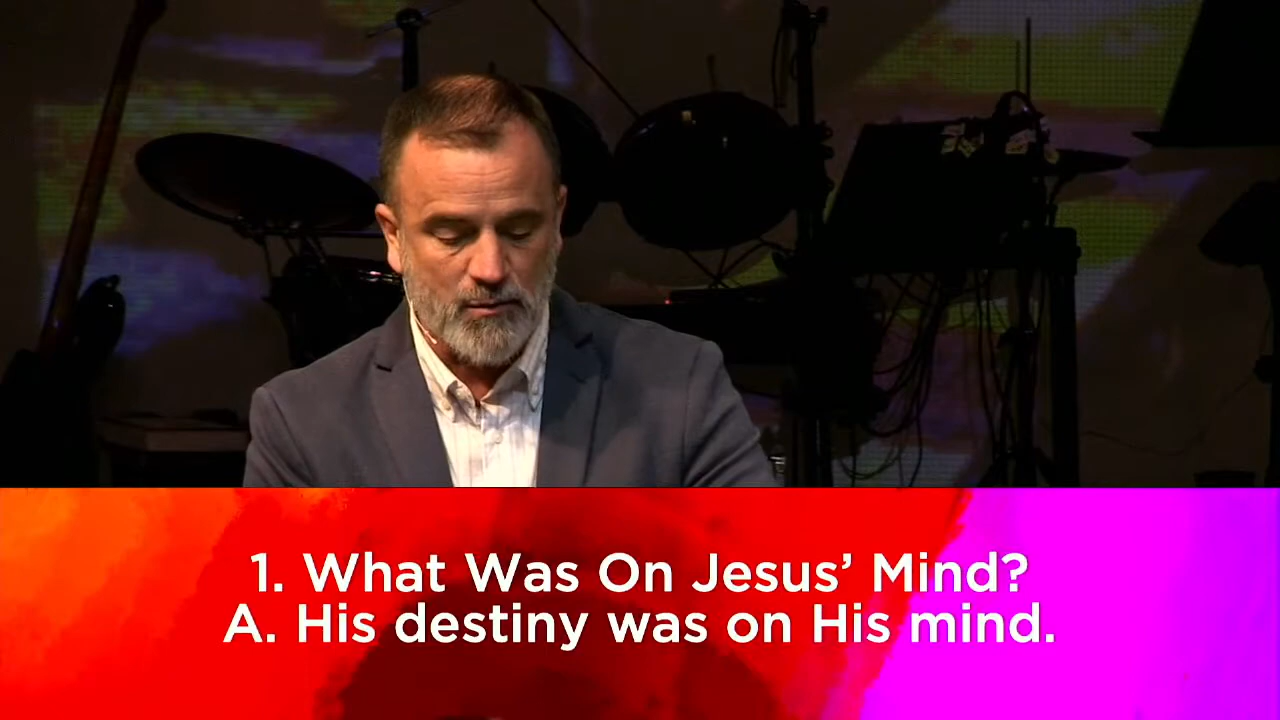 1. What Was On Jesus’ Mind?
A. His destiny was on His mind.